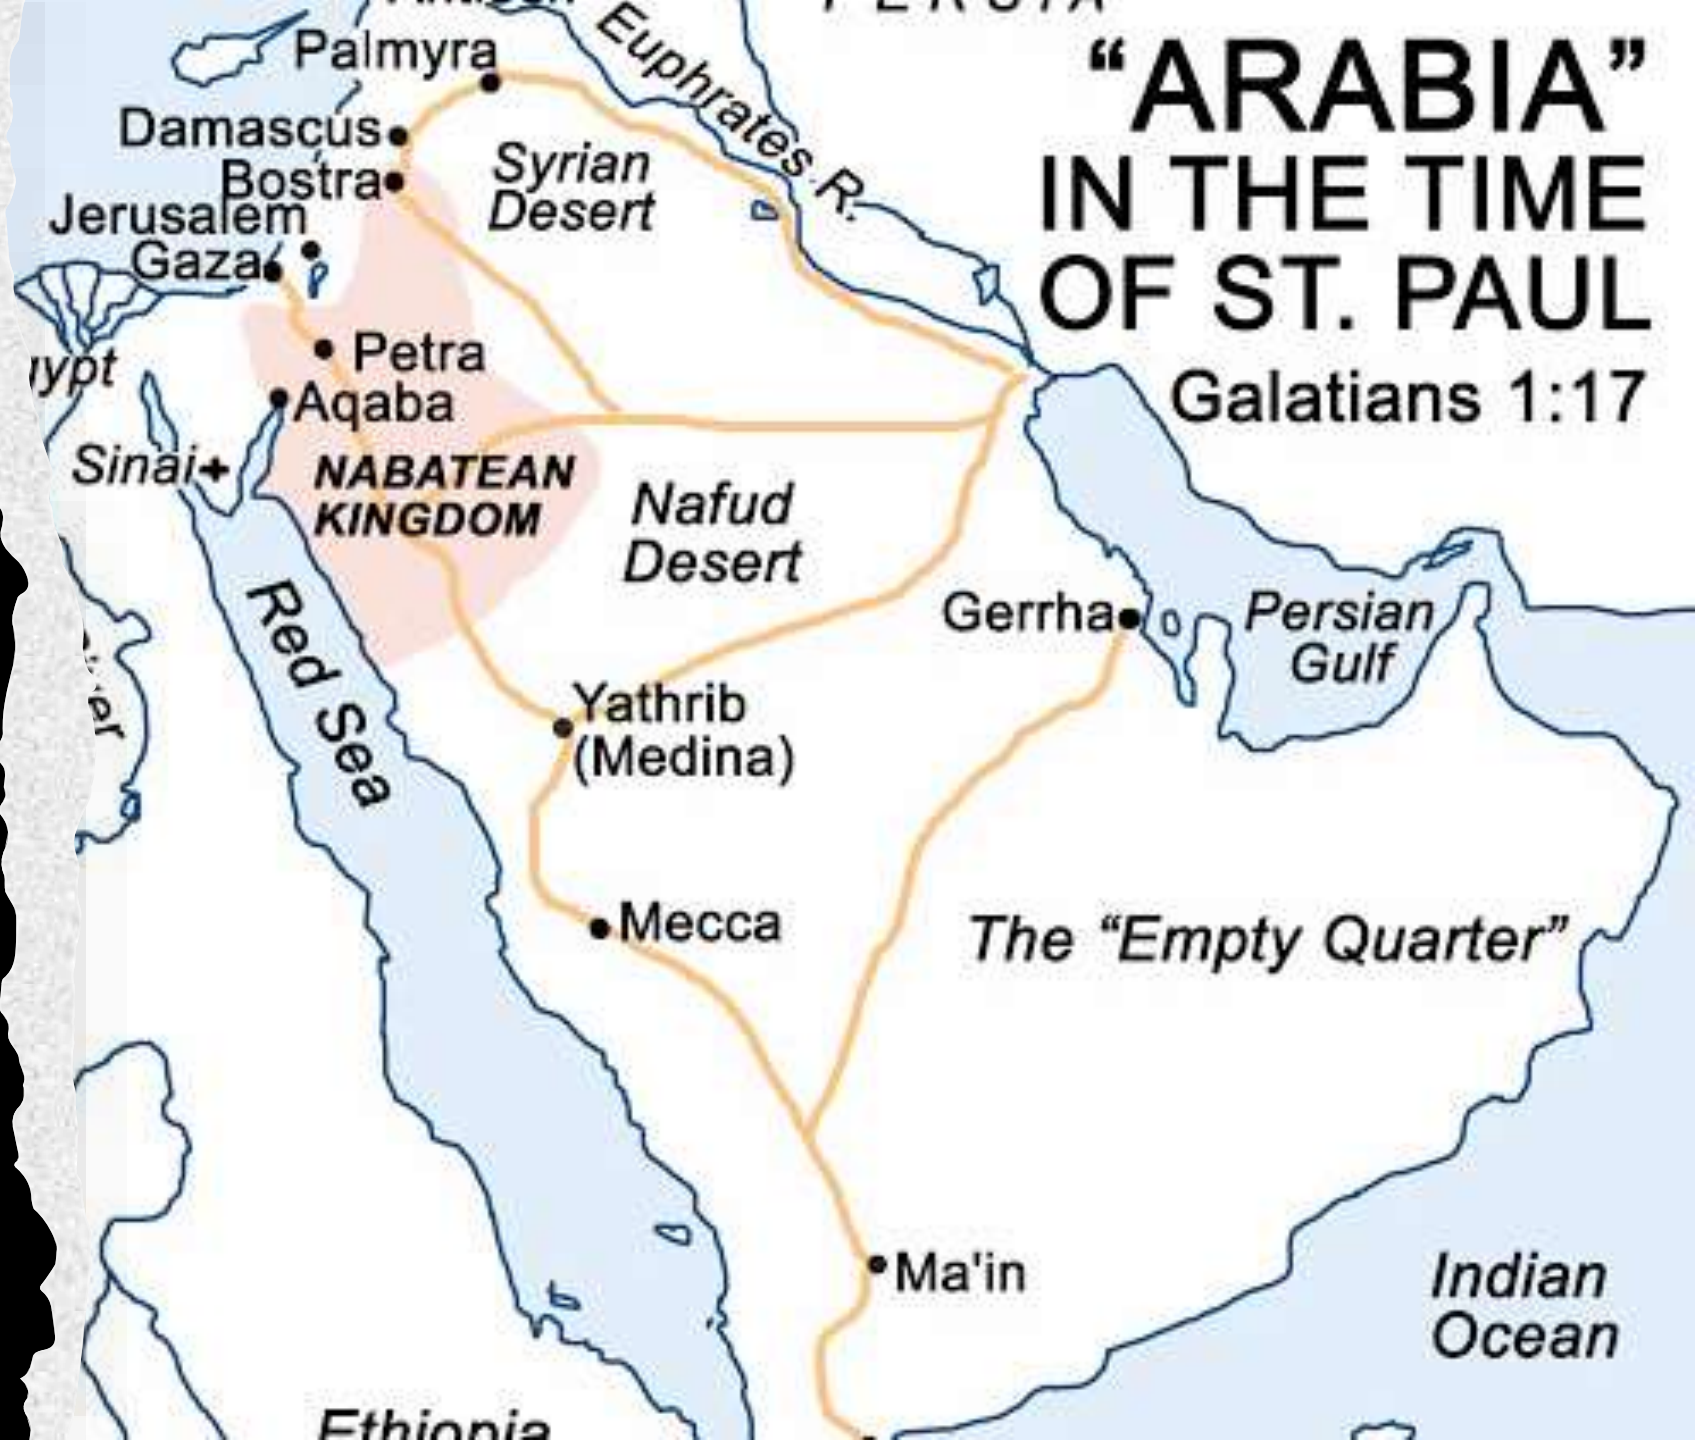 PERSIA
Palmyra
Euphrates R.
Damascus
Bostra
Jerusalem
Gaza
Syrian
Desert
“ARABIA”
IN THE TIME
OF ST. PAUL
Galatians 1:17
Petra
Aqaba
Sinai
NABATEAN
KINGDOM
Nafud
Desert
Red Sea
Gerrha
Persian
Gulf
Yathrib
(Medina)
Mecca
The “Empty Quarter”
Ma'in
Indian
Ocean
Ethiopia